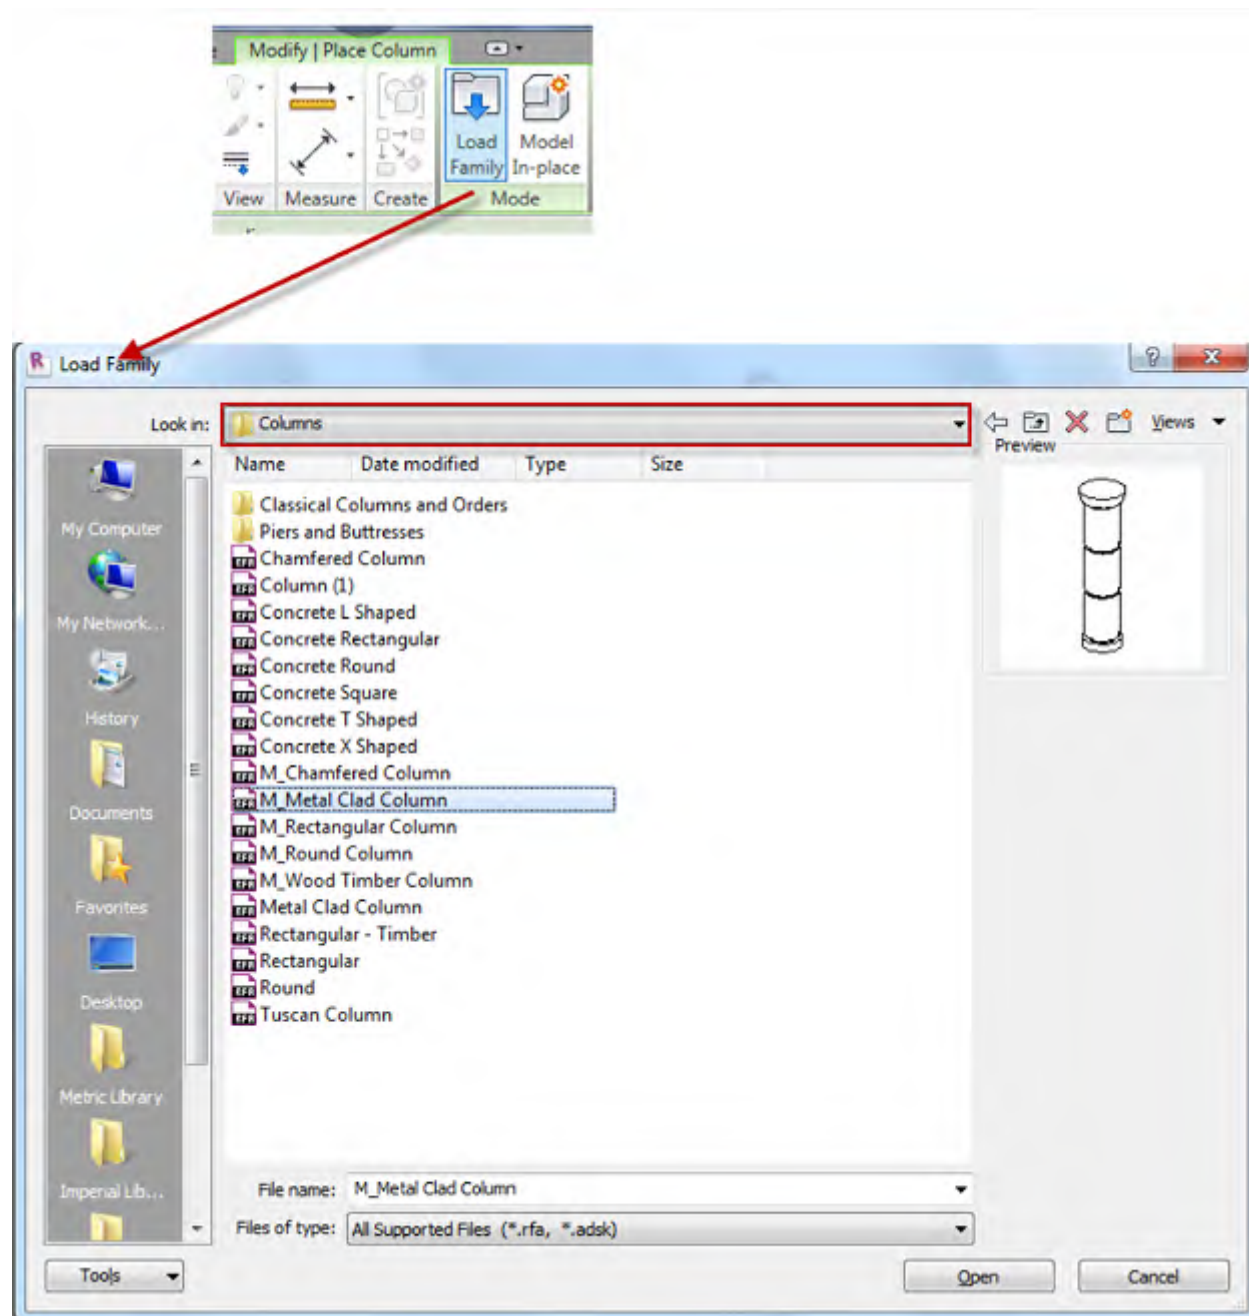 Modify | Place Column
Load Model
Family In-place
View Measure Create Mode
Load Family
Look in: Columns
Views
Preview
Name Date modified Type Size
Classical Columns and Orders
Piers and Buttresses
Chamfered Column
Column (1)
Concrete L Shaped
Concrete Rectangular
Concrete Round
Concrete Square
Concrete T Shaped
Concrete X Shaped
M_Chamfered Column
M_Metal Clad Column
M_Rectangular Column
M_Round Column
M_Wood Timber Column
Metal Clad Column
Rectangular - Timber
Rectangular
Round
Tuscan Column
My Computer
My Network...
History
Documents
Favorites
Desktop
Metric Library
Imperial Lib...
File name: M_Metal Clad Column
Files of type: All Supported Files (*.rfa, *.adsk)
Tools
Open
Cancel